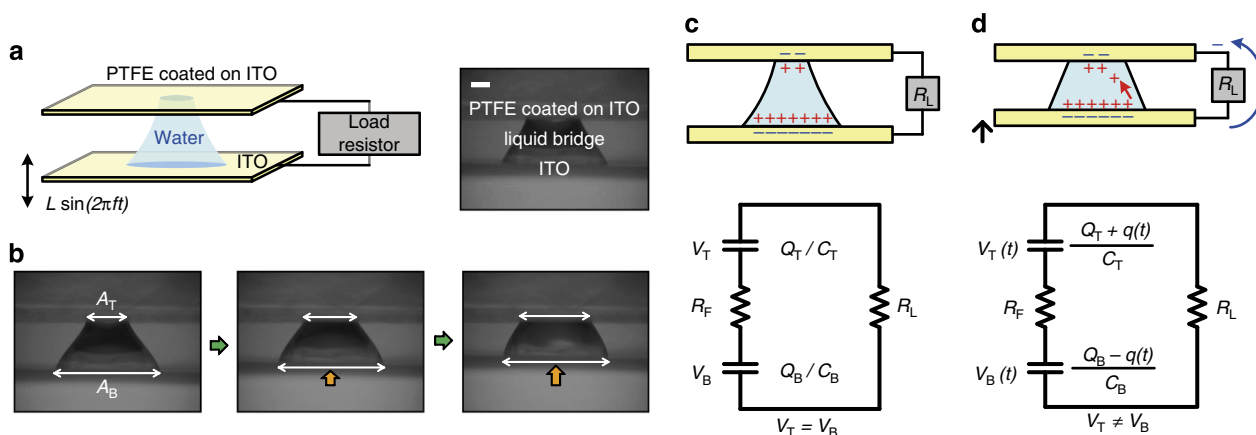 a
PTFE coated on ITO
Water
ITO
Load
resistor
L sin(2πft)
PTFE coated on ITO
liquid bridge
ITO
b
A_T
A_B
c
− −
+ +
+++++++
−−−−−−−
R_L
V_T
Q_T / C_T
R_F
R_L
V_B
Q_B / C_B
V_T = V_B
d
−
− −
+ +
+
++++++
−−−−−−
R_L
V_T (t)
Q_T + q(t)
C_T
R_F
R_L
V_B (t)
Q_B − q(t)
C_B
V_T ≠ V_B